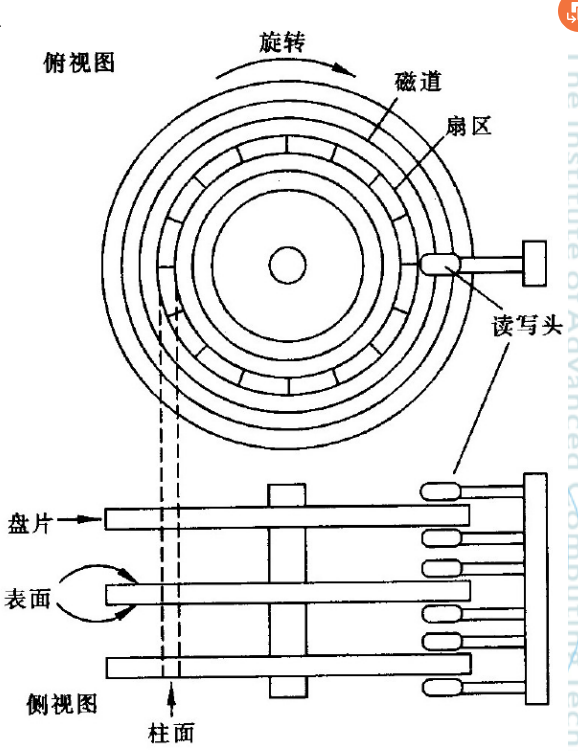 俯视图
旋转
磁道
扇区
读写头
盘片
表面
侧视图
柱面
The Institute of Advanced Computing Tech